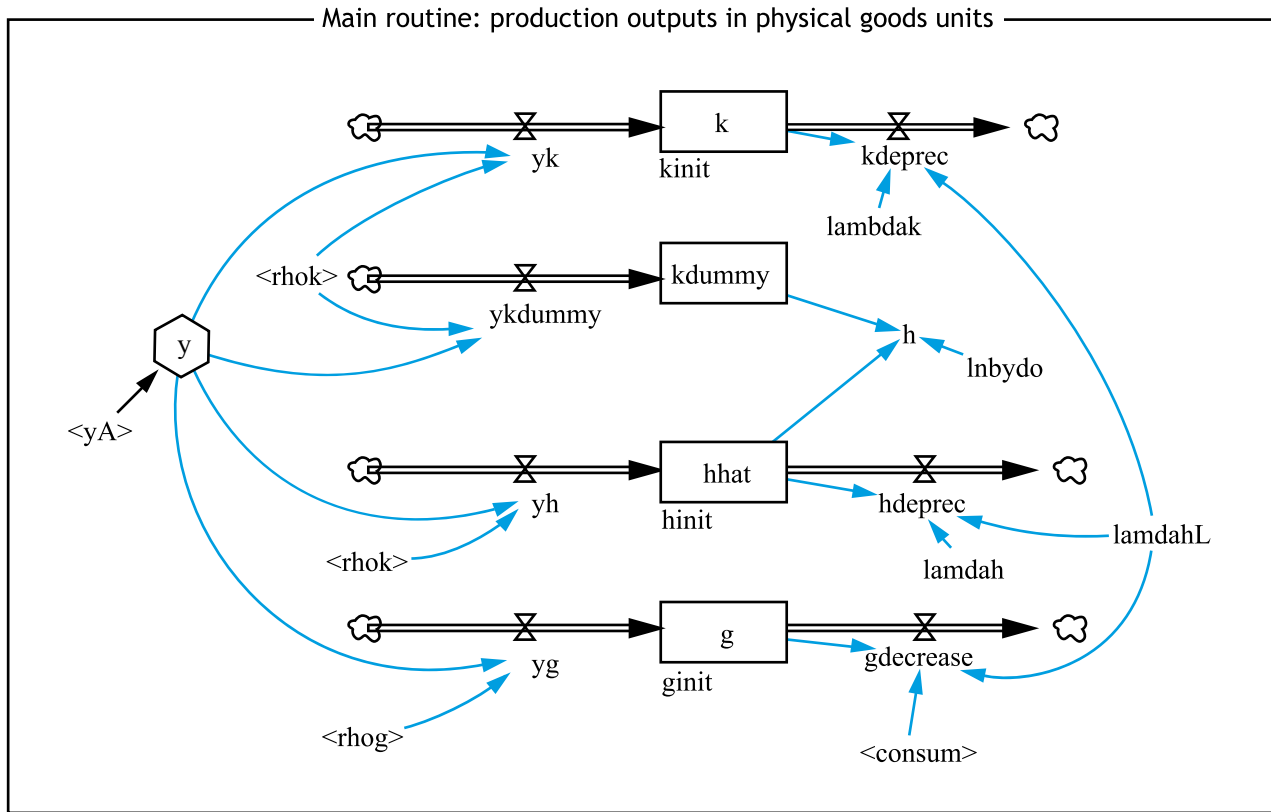 Main routine: production outputs in physical goods units
k
yk
kinit
kdeprec
lambdak
<rhok>
kdummy
ykdummy
y
h
lnbydo
<yA>
hhat
yh
hinit
hdeprec
lamdahL
<rhok>
lamdah
g
yg
ginit
gdecrease
<rhog>
<consum>